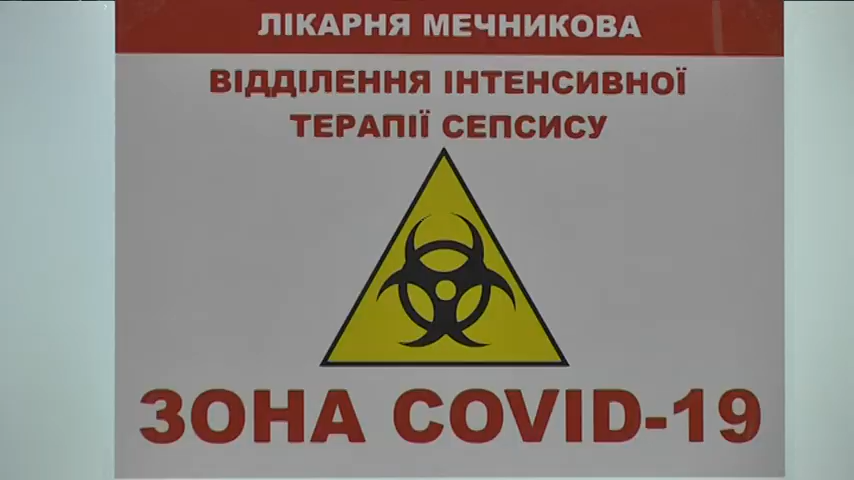 ЛІКАРНЯ МЕЧНИКОВА
ВІДДІЛЕННЯ ІНТЕНСИВНОЇ
ТЕРАПІЇ СЕПСИСУ
ЗОНА COVID-19